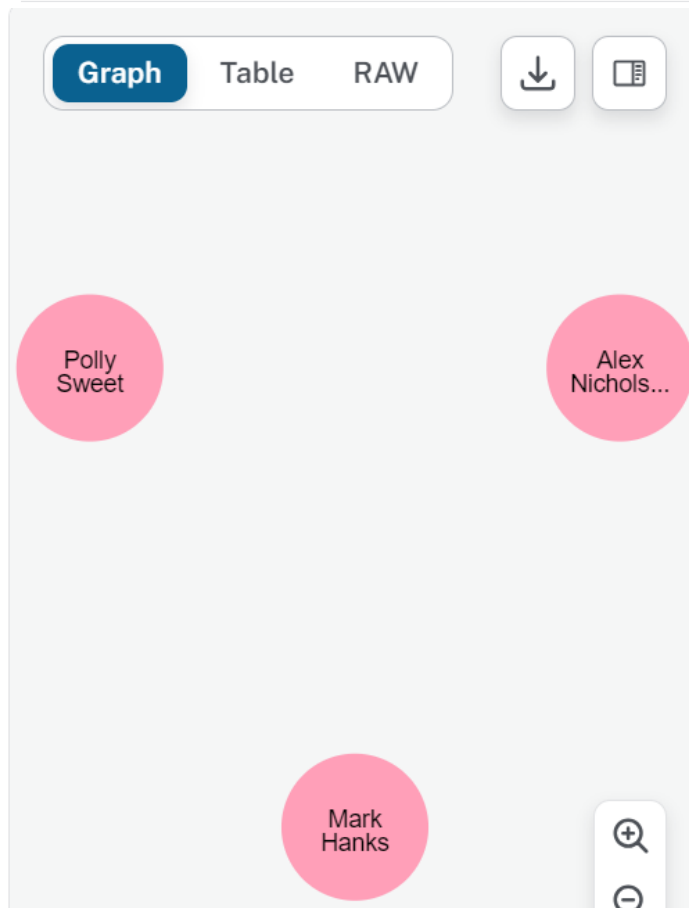 Graph Table RAW
Polly
Sweet
Alex
Nichols...
Mark
Hanks